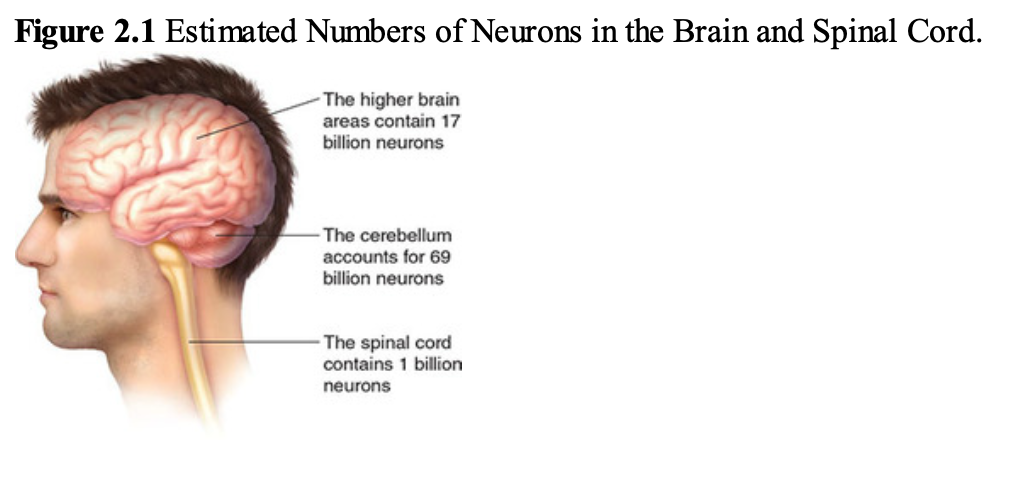 Figure 2.1 Estimated Numbers of Neurons in the Brain and Spinal Cord.
The higher brain
areas contain 17
billion neurons
The cerebellum
accounts for 69
billion neurons
The spinal cord
contains 1 billion
neurons